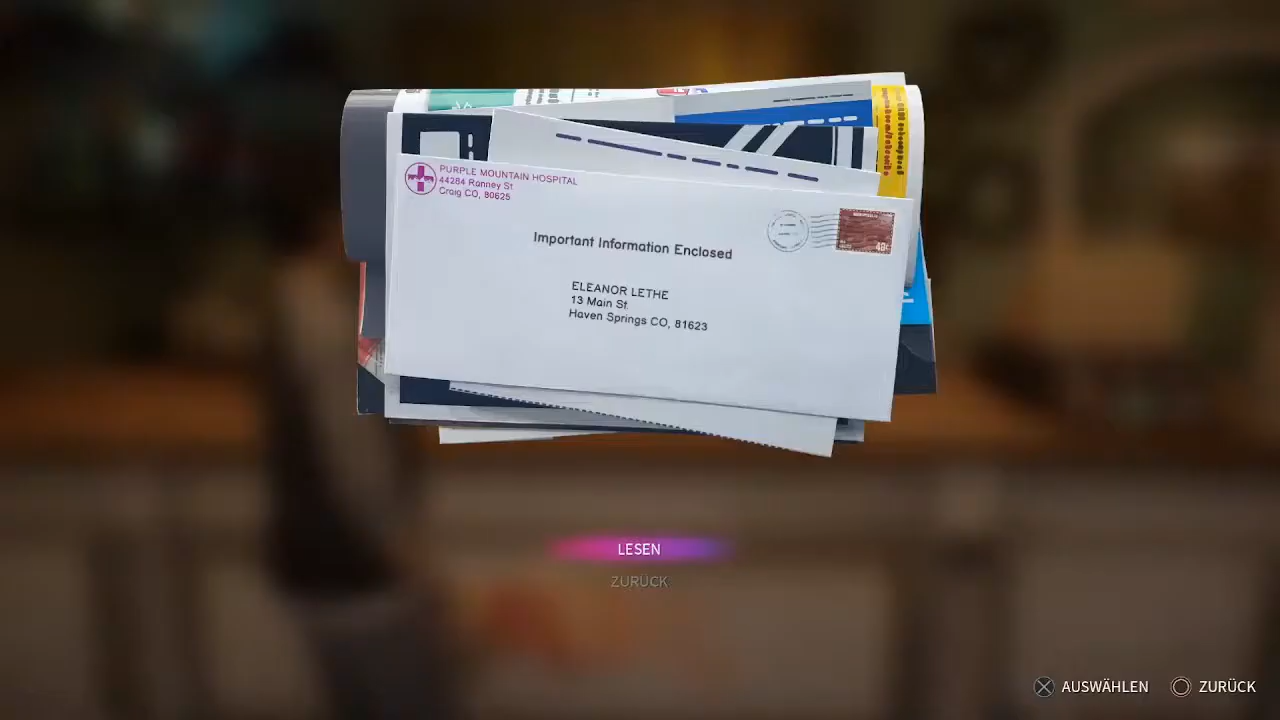 PURPLE MOUNTAIN HOSPITAL
44284 Ranney St
Craig CO, 80625
48¢
Important Information Enclosed
ELEANOR LETHE
13 Main St.
Haven Springs CO, 81623
LESEN
ZURÜCK
AUSWÄHLEN
ZURÜCK